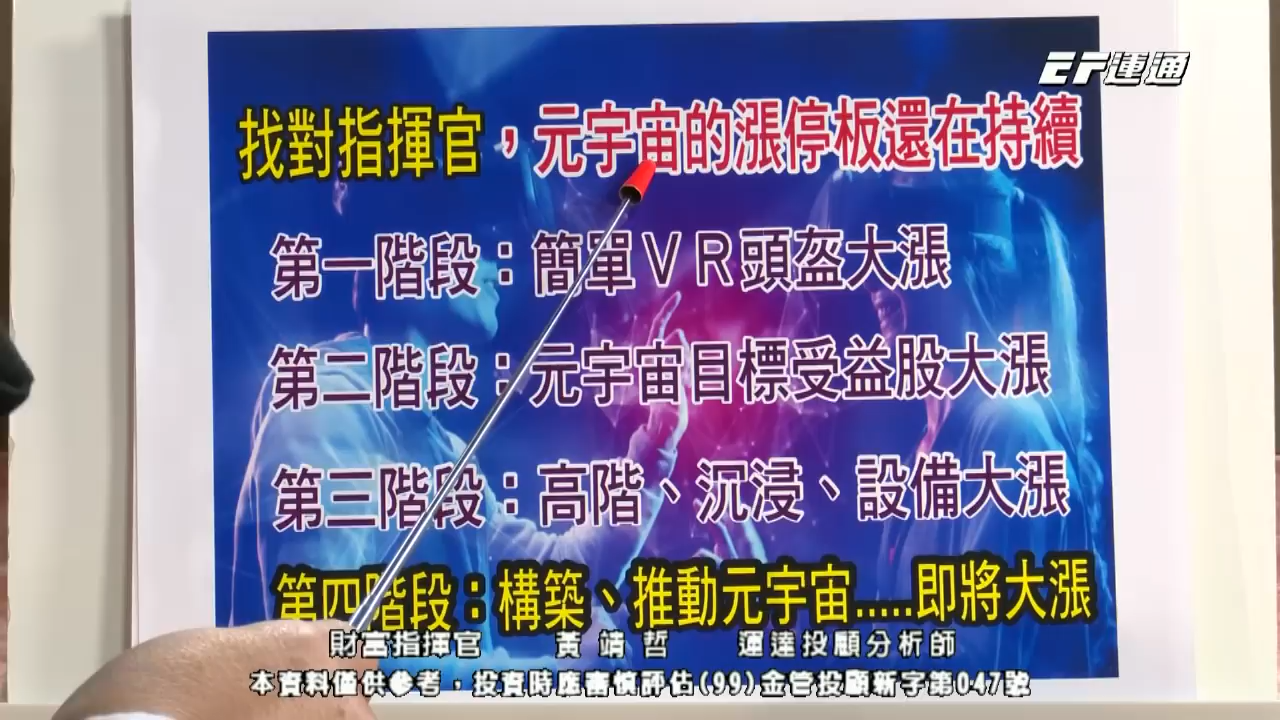 EF運通
找對指揮官，元宇宙的漲停板還在持續
第一階段：簡單VR頭盔大漲
第二階段：元宇宙目標受益股大漲
第三階段：高階、沉浸、設備大漲
第四階段：構築、推動元宇宙.....即將大漲
財富指揮官 黃靖哲 運達投顧分析師
本資料僅供參考，投資時應審慎評估(99)金管投顧新字第047號